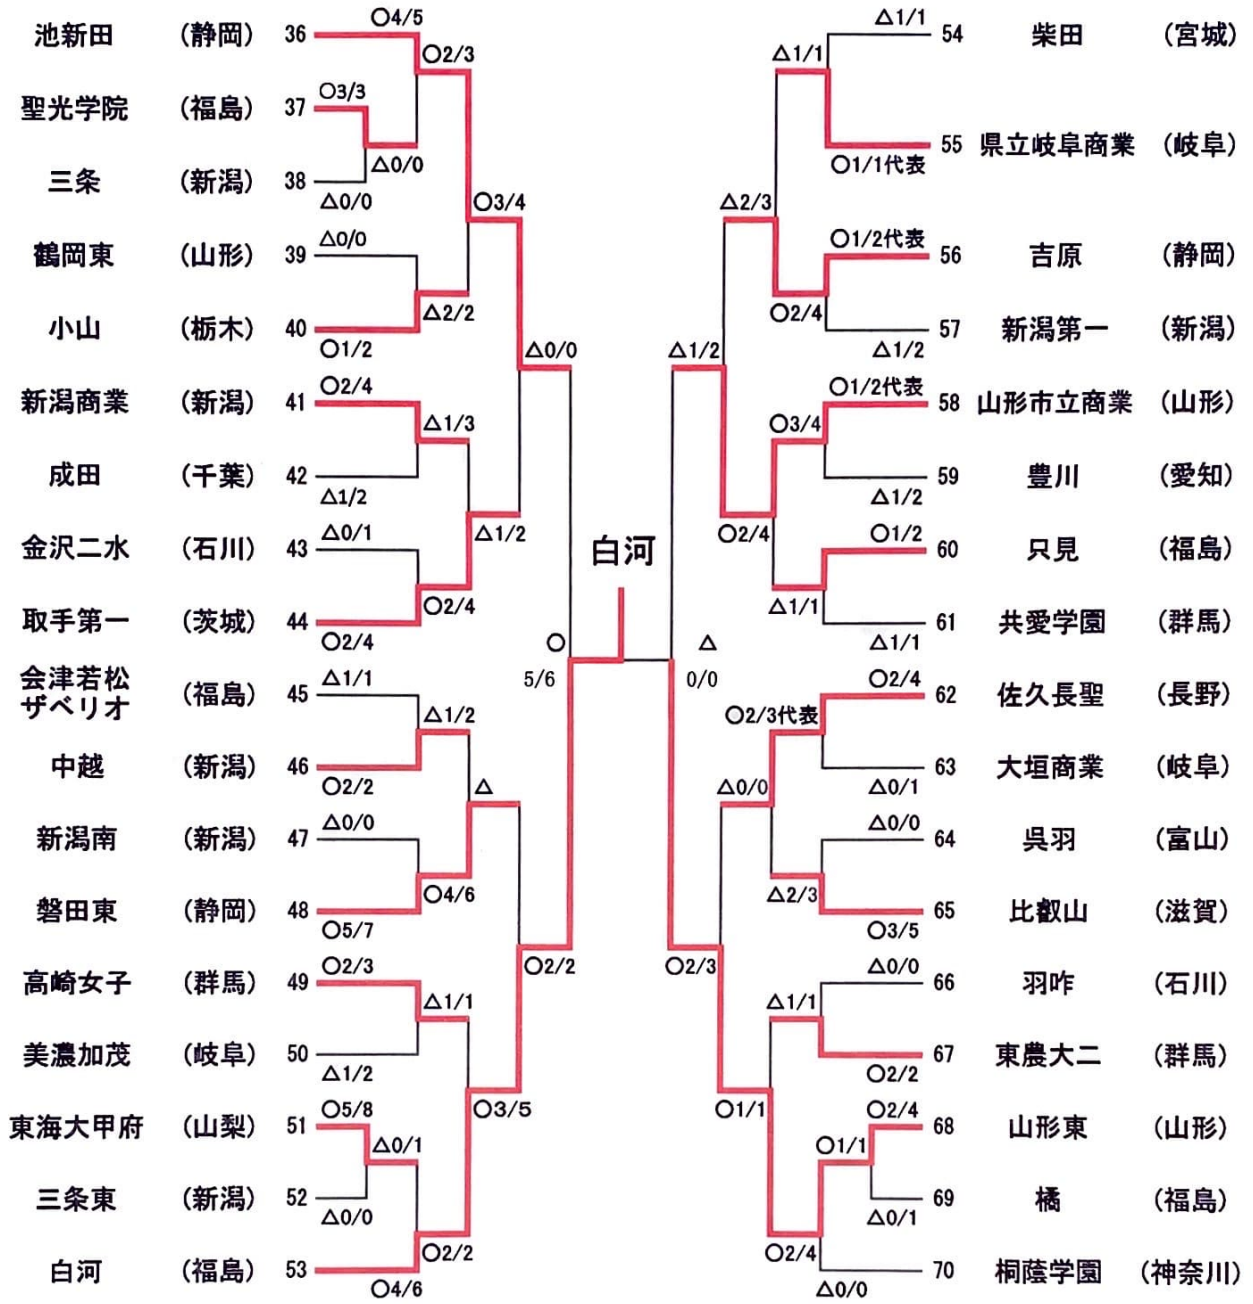 池新田 (静岡) 36
聖光学院 (福島) 37
三条 (新潟) 38
鶴岡東 (山形) 39
小山 (栃木) 40
新潟商業 (新潟) 41
成田 (千葉) 42
金沢二水 (石川) 43
取手第一 (茨城) 44
会津若松
ザベリオ (福島) 45
中越 (新潟) 46
新潟南 (新潟) 47
磐田東 (静岡) 48
高崎女子 (群馬) 49
美濃加茂 (岐阜) 50
東海大甲府 (山梨) 51
三条東 (新潟) 52
白河 (福島) 53
○4/5
○2/3
○3/3
△0/0
△0/0
○3/4
△0/0
△2/2
○1/2
△0/0
○2/4
△1/3
△1/2
△0/1
△1/2
○2/4
○2/4
△1/1
△1/2
○2/2
△
△0/0
○4/6
○5/7
○2/3
○2/2
△1/1
△1/2
○5/8
○3/5
△0/1
△0/0
○2/2
○4/6
白河
○
5/6
△
0/0
△1/1
△1/1
○1/1代表
△2/3
○1/2代表
○2/4
△1/2
△1/2
○1/2代表
○3/4
△1/2
○2/4
○1/2
△1/1
△1/1
○2/4
○2/3代表
△0/1
△0/0
△0/0
△2/3
○3/5
○2/3
△0/0
△1/1
○2/2
○1/1
○2/4
○1/1
△0/1
○2/4
△0/0
54 柴田 (宮城)
55 県立岐阜商業 (岐阜)
56 吉原 (静岡)
57 新潟第一 (新潟)
58 山形市立商業 (山形)
59 豊川 (愛知)
60 只見 (福島)
61 共愛学園 (群馬)
62 佐久長聖 (長野)
63 大垣商業 (岐阜)
64 呉羽 (富山)
65 比叡山 (滋賀)
66 羽咋 (石川)
67 東農大二 (群馬)
68 山形東 (山形)
69 橘 (福島)
70 桐蔭学園 (神奈川)